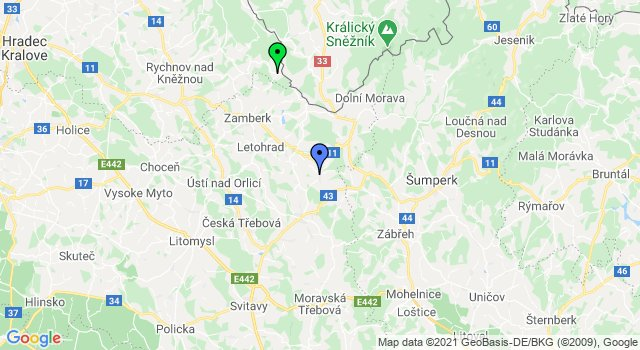 33
14
Hradec
Kralove
11
Rychnov nad
Kněžnou
Králický
Sněžník
33
60
Jesenik
Zlaté Hory
Zamberk
Dolní Morava
44
Loučná nad
Desnou
Karlova
Studánka
36
Holice
E442
Choceň
Letohrad
11
11
Malá Morávka
17
Vysoke Myto
Ústí nad Orlicí
14
43
Šumperk
Bruntál
Rýmařov
Česká Třebová
44
Litomysl
Zábřeh
Skuteč
E442
46
Hlinsko
34
Svitavy
Moravská
Třebová
E442
Mohelnice
Loštice
Uničov
37
Policka
Šternberk
Google
Map data ©2021 GeoBasis-DE/BKG (©2009), Google